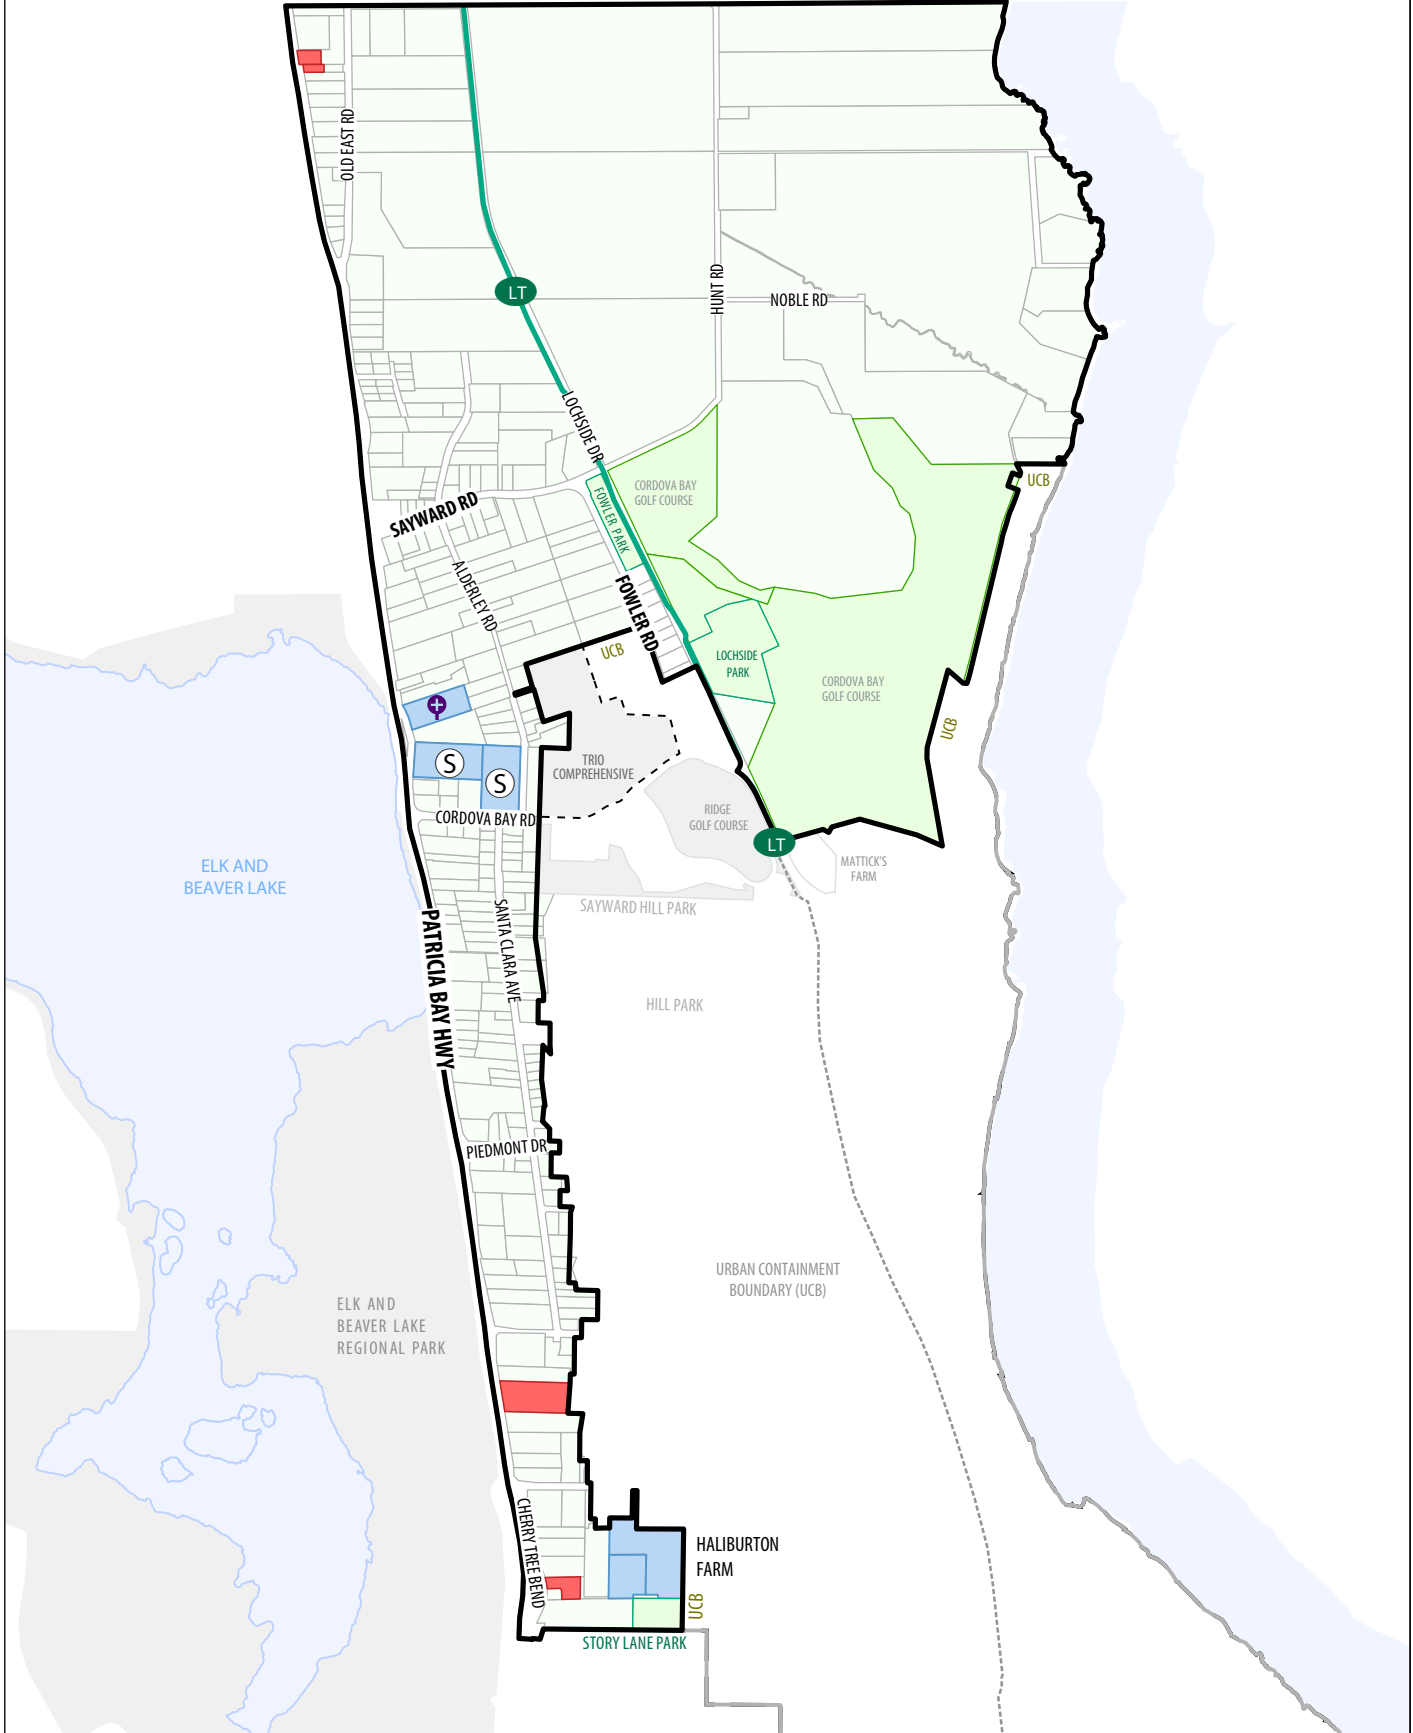 OLD EAST RD
LT
HUNT RD
NOBLE RD
LOCHSIDE DR
CORDOVA BAY
GOLF COURSE
UCB
FOWLER PARK
SAYWARD RD
ALDERLEY RD
FOWLER RD
UCB
LOCHSIDE
PARK
CORDOVA BAY
GOLF COURSE
UCB
TRIO
COMPREHENSIVE
S
S
CORDOVA BAY RD
RIDGE
GOLF COURSE
LT
MATTICK'S
FARM
ELK AND
BEAVER LAKE
SAYWARD HILL PARK
SANTA CLARA AVE
PATRICIA BAY HWY
HILL PARK
PIEDMONT DR
URBAN CONTAINMENT
BOUNDARY (UCB)
ELK AND
BEAVER LAKE
REGIONAL PARK
CHERRY TREE BEND
HALIBURTON
FARM
UCB
STORY LANE PARK